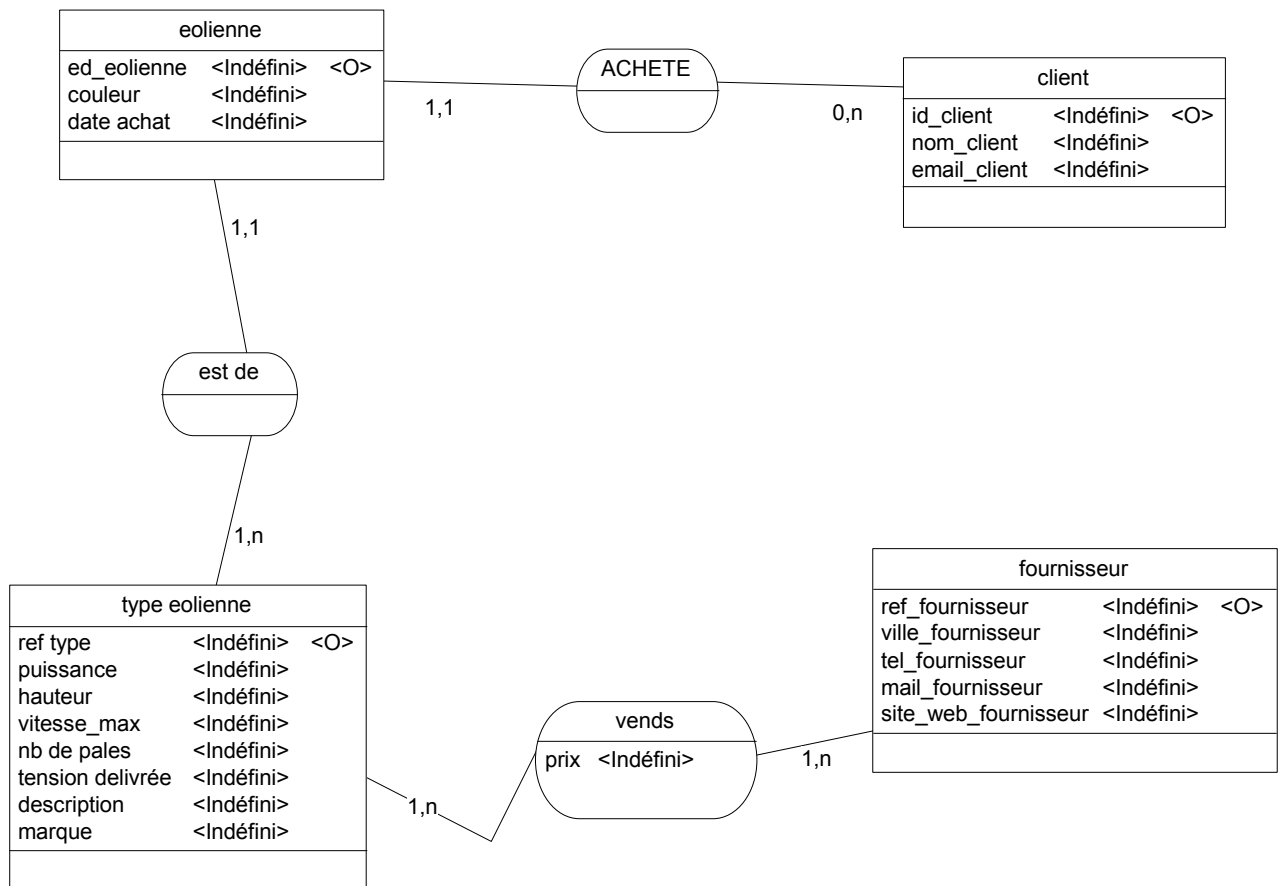 eolienne
ed_eolienne <Indéfini> <O>
couleur <Indéfini>
date achat <Indéfini>
1,1
ACHETE
0,n
client
id_client <Indéfini> <O>
nom_client <Indéfini>
email_client <Indéfini>
1,1
est de
1,n
type eolienne
ref type <Indéfini> <O>
puissance <Indéfini>
hauteur <Indéfini>
vitesse_max <Indéfini>
nb de pales <Indéfini>
tension delivrée <Indéfini>
description <Indéfini>
marque <Indéfini>
1,n
vends
prix <Indéfini>
1,n
fournisseur
ref_fournisseur <Indéfini> <O>
ville_fournisseur <Indéfini>
tel_fournisseur <Indéfini>
mail_fournisseur <Indéfini>
site_web_fournisseur <Indéfini>